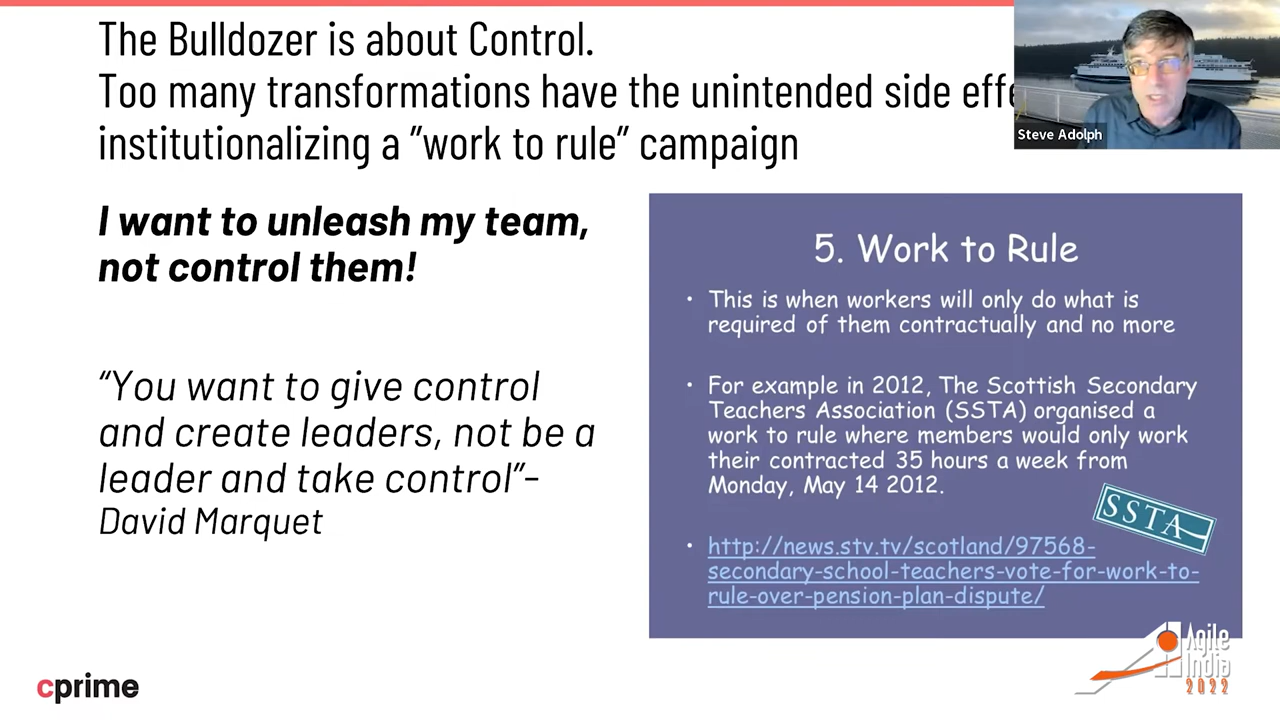 The Bulldozer is about Control.
Too many transformations have the unintended side
institutionalizing a ”work to rule” campaign
Steve Adolph
I want to unleash my team,
not control them!
“You want to give control
and create leaders, not be a
leader and take control”-
David Marquet
5. Work to Rule
• This is when workers will only do what is
required of them contractually and no more
• For example in 2012, The Scottish Secondary
Teachers Association (SSTA) organised a
work to rule where members would only work
their contracted 35 hours a week from
Monday, May 14 2012.
SSTA
• http://news.stv.tv/scotland/97568-
secondary-school-teachers-vote-for-work-to-
rule-over-pension-plan-dispute/
cprime
Agile
India
2022